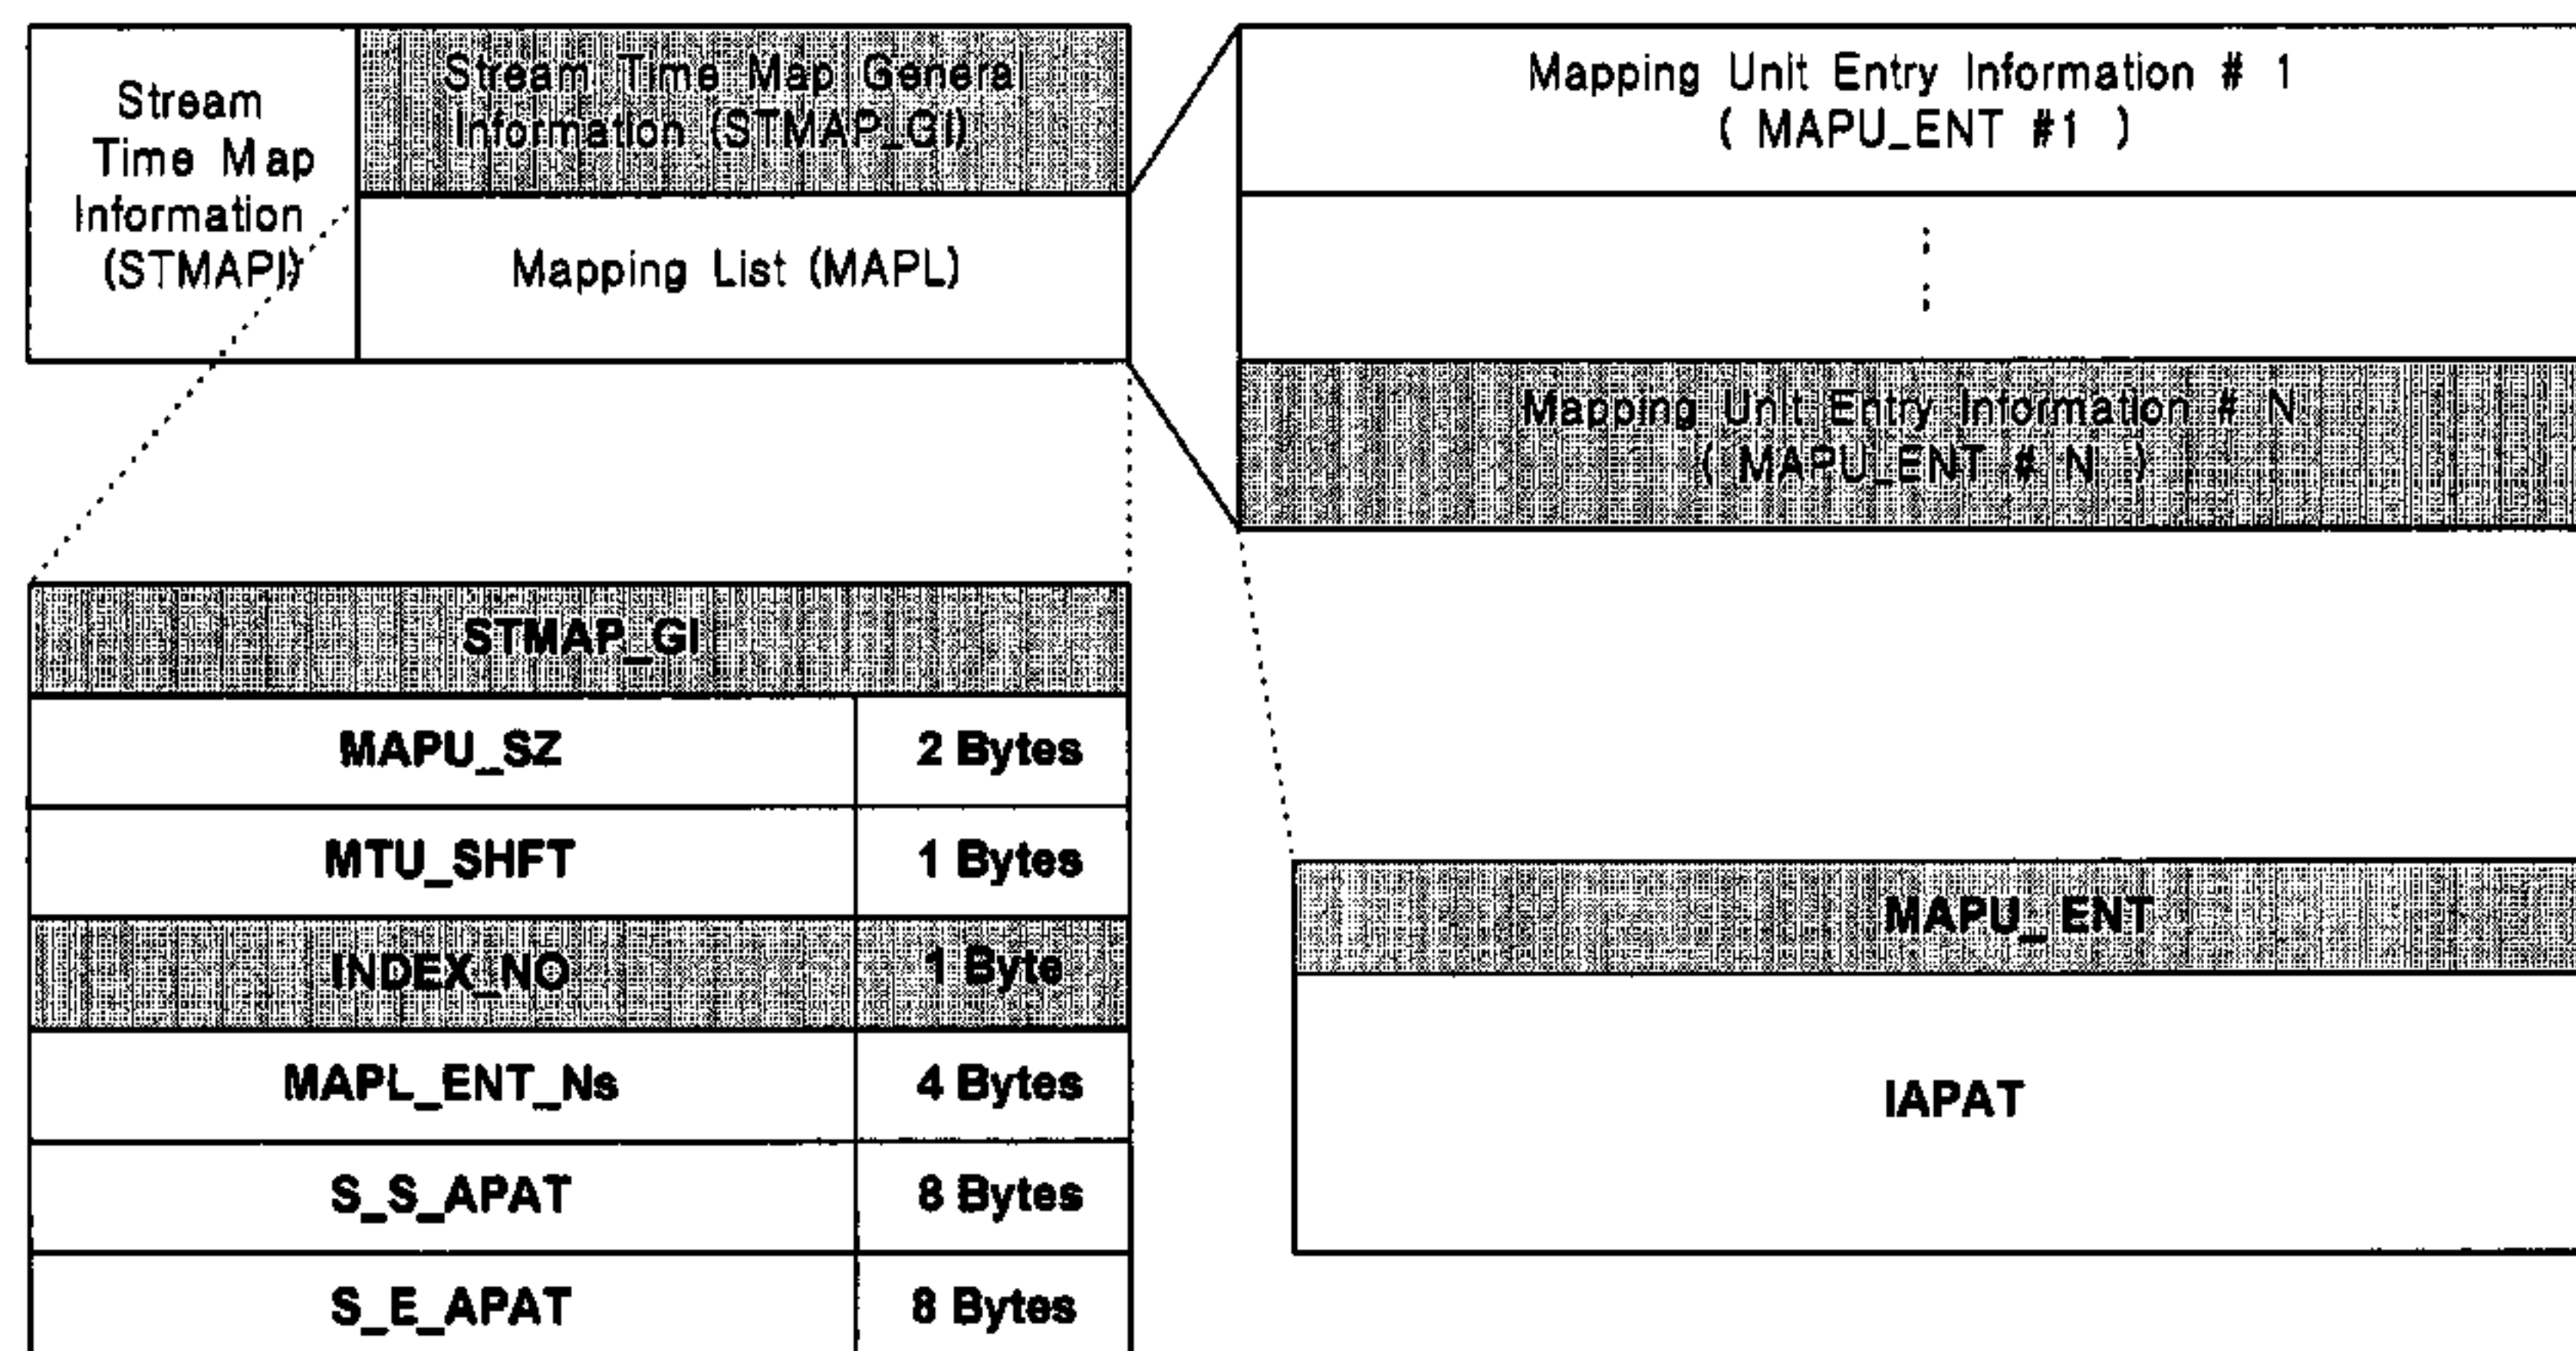 Stream
Time Map
Information
(STMAPI)
Stream Time Map General
Information (STMAP_GI)
Mapping List (MAPL)
Mapping Unit Entry Information # 1
( MAPU_ENT #1 )
Mapping Unit Entry Information # N
( MAPU_ENT # N )
STMAP_GI
MAPU_SZ 2 Bytes
MTU_SHFT 1 Bytes
INDEX_NO 1 Byte
MAPL_ENT_Ns 4 Bytes
S_S_APAT 8 Bytes
S_E_APAT 8 Bytes
MAPU_ENT
IAPAT